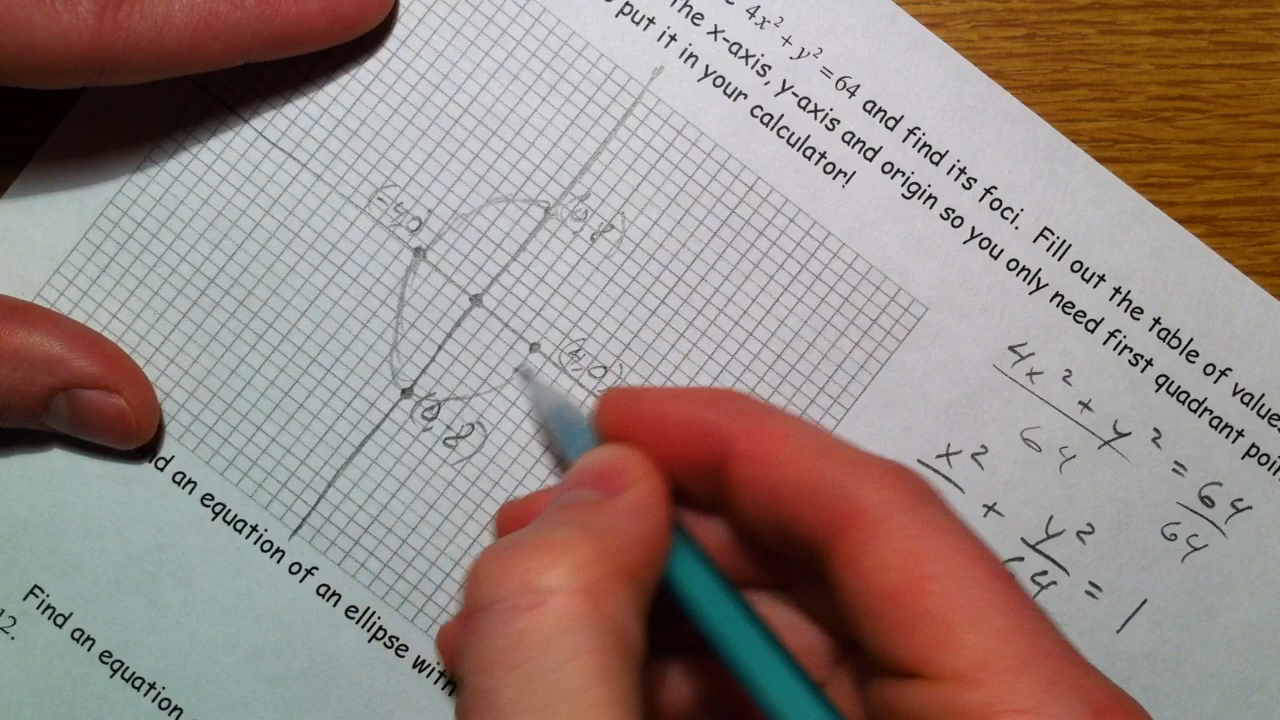 4x² + y² = 64 and find its foci. Fill out the table of values
the x-axis, y-axis and origin so you only need first quadrant poin
put it in your calculator!
(-4,0)
(0,8)
(4,0)
(0,-8)
4x² + y² = 64
64 64
x² + y² = 1
64
nd an equation of an ellipse with
Find an equation
12.